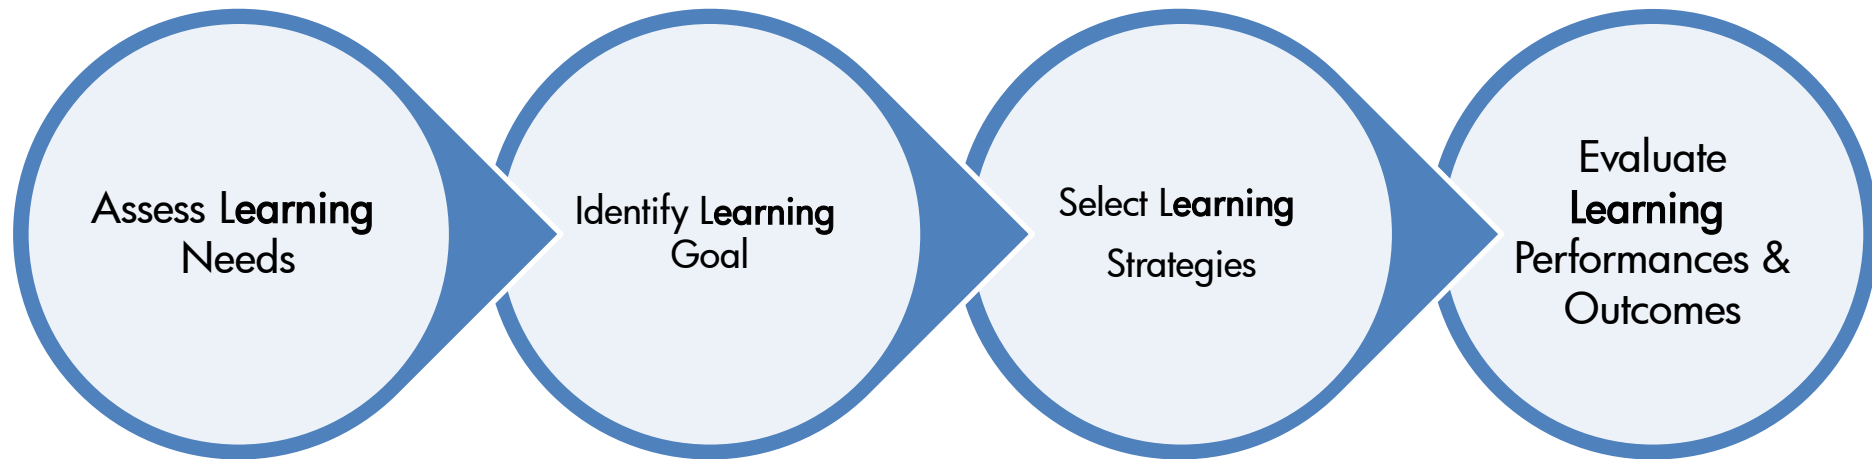 Assess Learning
Needs
Identify Learning
Goal
Select Learning
Strategies
Evaluate
Learning
Performances &
Outcomes